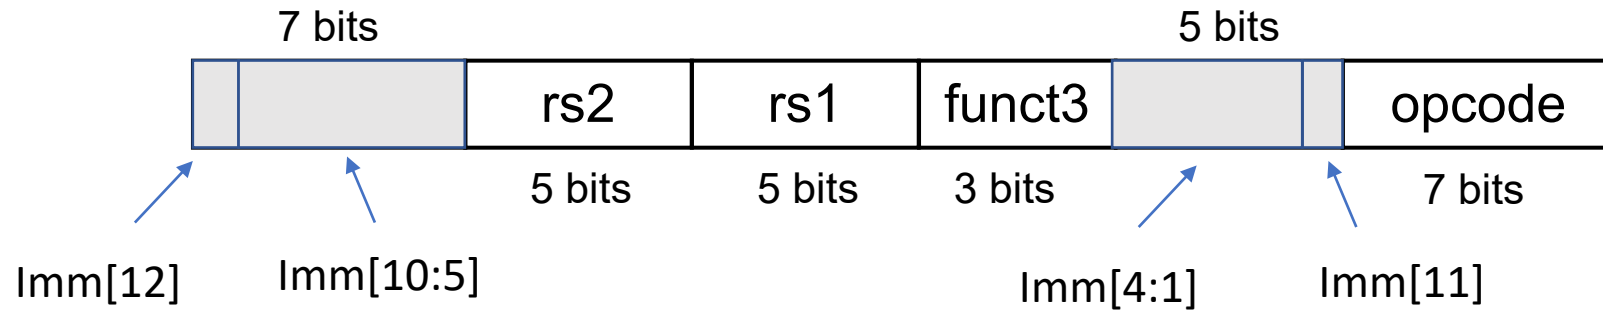 7 bits 5 bits
rs2 rs1 funct3 opcode
5 bits 5 bits 3 bits 7 bits
Imm[12] Imm[10:5] Imm[4:1] Imm[11]